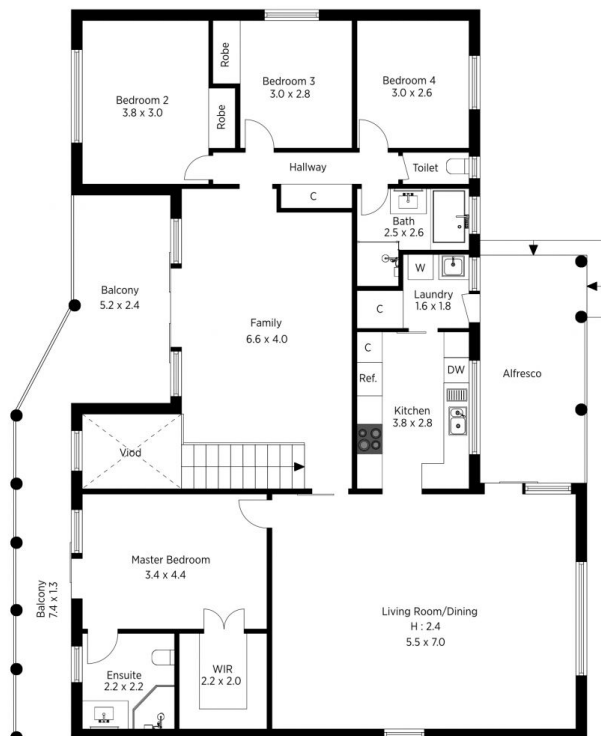 Bedroom 2
3.8 x 3.0
Robe
Robe
Bedroom 3
3.0 x 2.8
Bedroom 4
3.0 x 2.6
Hallway
Toilet
C
Bath
2.5 x 2.6
Balcony
5.2 x 2.4
Family
6.6 x 4.0
W
Laundry
1.6 x 1.8
C
C
Ref.
DW
Kitchen
3.8 x 2.8
Alfresco
Viod
Master Bedroom
3.4 x 4.4
Balcony
7.4 x 1.3
Living Room/Dining
H : 2.4
5.5 x 7.0
Ensuite
2.2 x 2.2
WIR
2.2 x 2.0